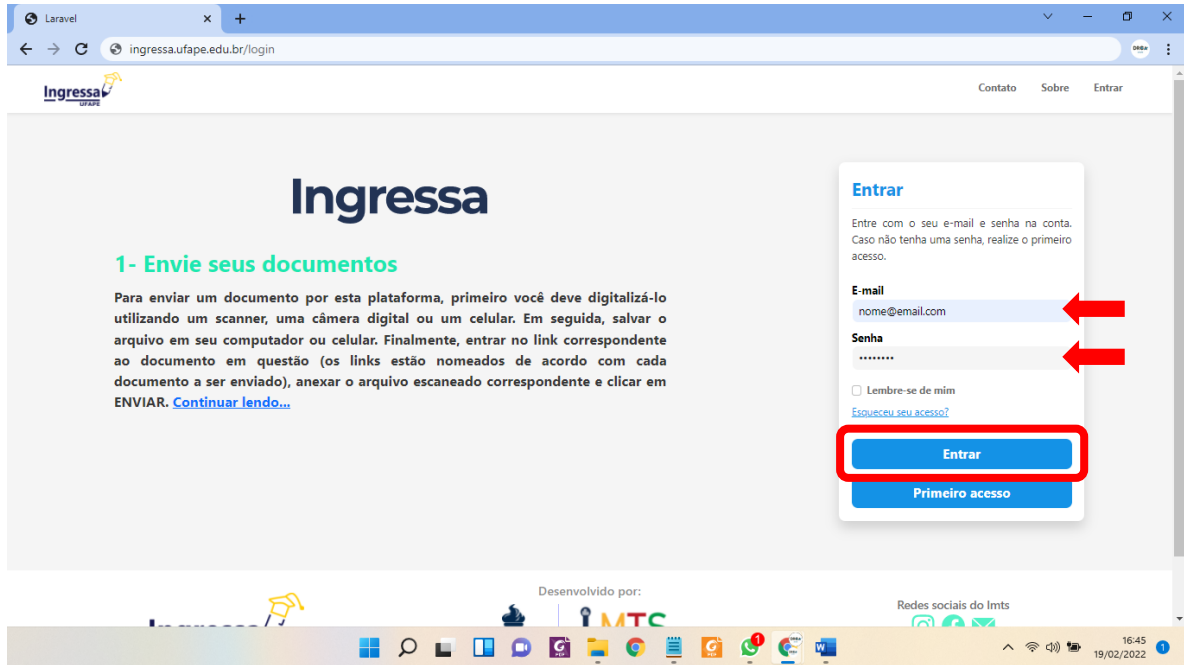 Laravel
ingressa.ufape.edu.br/login
DRBar
Ingressa
UFAPE
Contato Sobre Entrar
Ingressa
1- Envie seus documentos
Para enviar um documento por esta plataforma, primeiro você deve digitalizá-lo
utilizando um scanner, uma câmera digital ou um celular. Em seguida, salvar o
arquivo em seu computador ou celular. Finalmente, entrar no link correspondente
ao documento em questão (os links estão nomeados de acordo com cada
documento a ser enviado), anexar o arquivo escaneado correspondente e clicar em
ENVIAR. Continuar lendo...
Entrar
Entre com o seu e-mail e senha na conta.
Caso não tenha uma senha, realize o primeiro
acesso.
E-mail
nome@email.com
Senha
••••••••
Lembre-se de mim
Esqueceu seu acesso?
Entrar
Primeiro acesso
Desenvolvido por:
Ingressa
LMTS
Redes sociais do lmts
16:45
19/02/2022
1